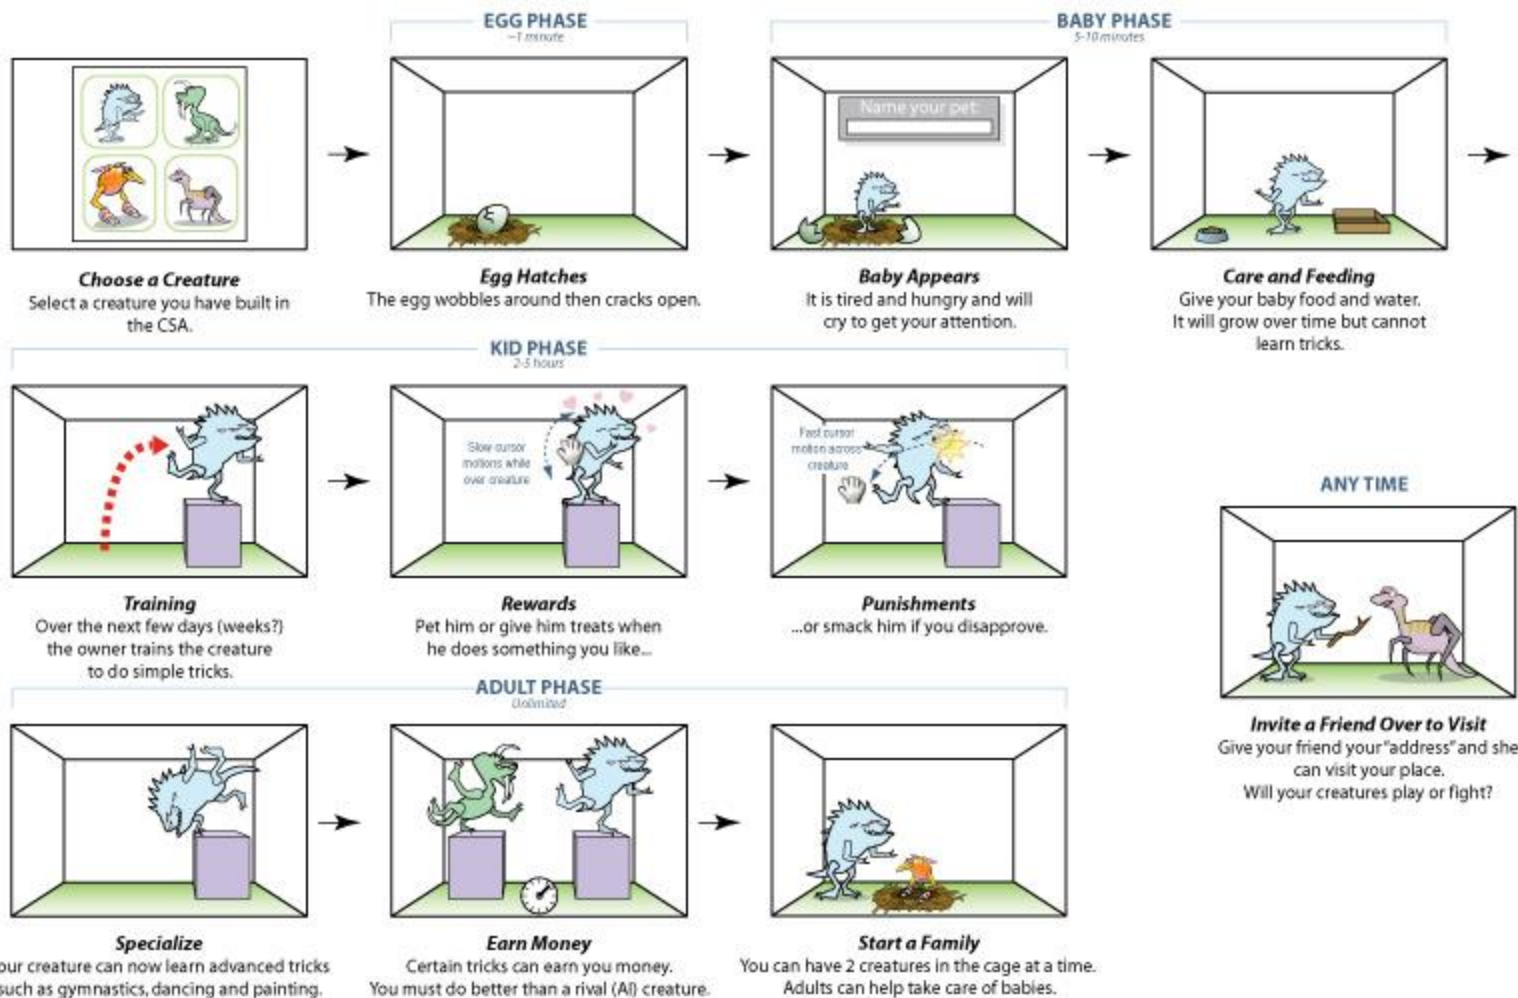 EGG PHASE
~1 minute
BABY PHASE
5-10 minutes
Name your pet:
Choose a Creature
Select a creature you have built in
the CSA.
Egg Hatches
The egg wobbles around then cracks open.
Baby Appears
It is tired and hungry and will
cry to get your attention.
Care and Feeding
Give your baby food and water.
It will grow over time but cannot
learn tricks.
KID PHASE
2-5 hours
Slow cursor
motions while
over creature
Fast cursor
motion across
creature
Training
Over the next few days (weeks?)
the owner trains the creature
to do simple tricks.
Rewards
Pet him or give him treats when
he does something you like...
Punishments
...or smack him if you disapprove.
ANY TIME
Invite a Friend Over to Visit
Give your friend your "address" and she
can visit your place.
Will your creatures play or fight?
ADULT PHASE
Unlimited
Specialize
our creature can now learn advanced tricks
such as gymnastics, dancing and painting.
Earn Money
Certain tricks can earn you money.
You must do better than a rival (AI) creature.
Start a Family
You can have 2 creatures in the cage at a time.
Adults can help take care of babies.